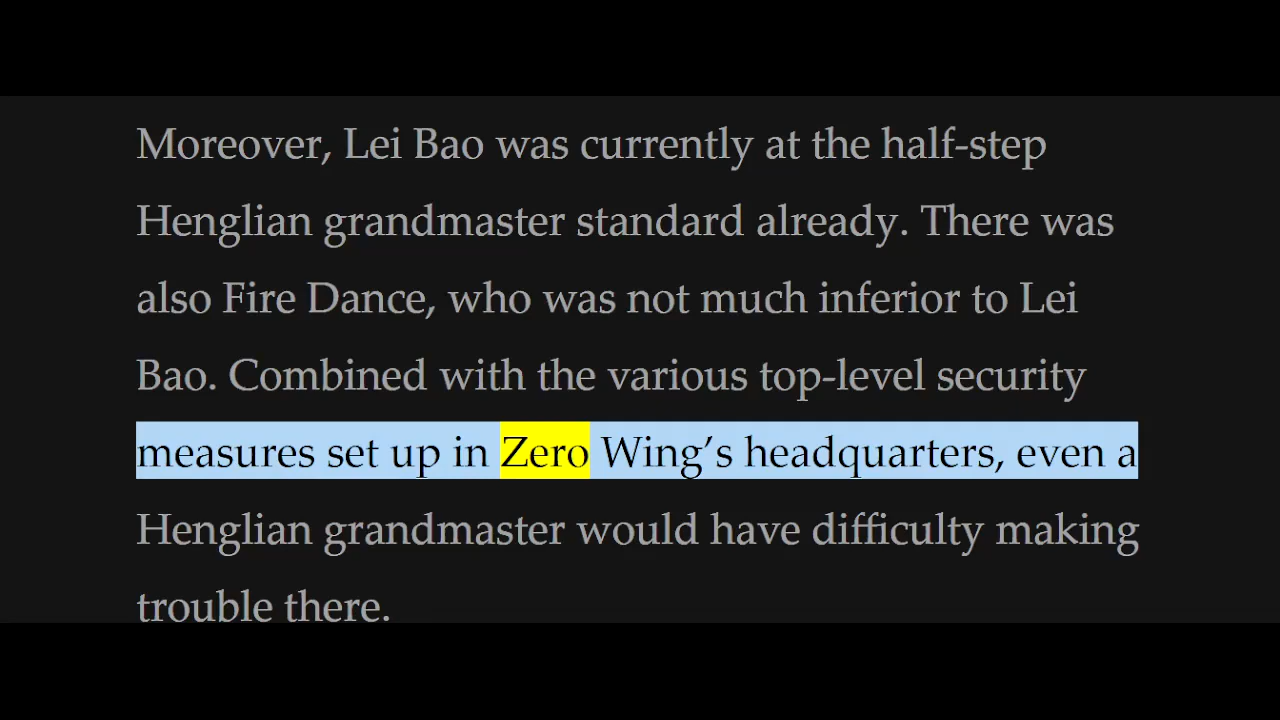 Moreover, Lei Bao was currently at the half-step
Henglian grandmaster standard already. There was
also Fire Dance, who was not much inferior to Lei
Bao. Combined with the various top-level security
measures set up in Zero Wing’s headquarters, even a
Henglian grandmaster would have difficulty making
trouble there.